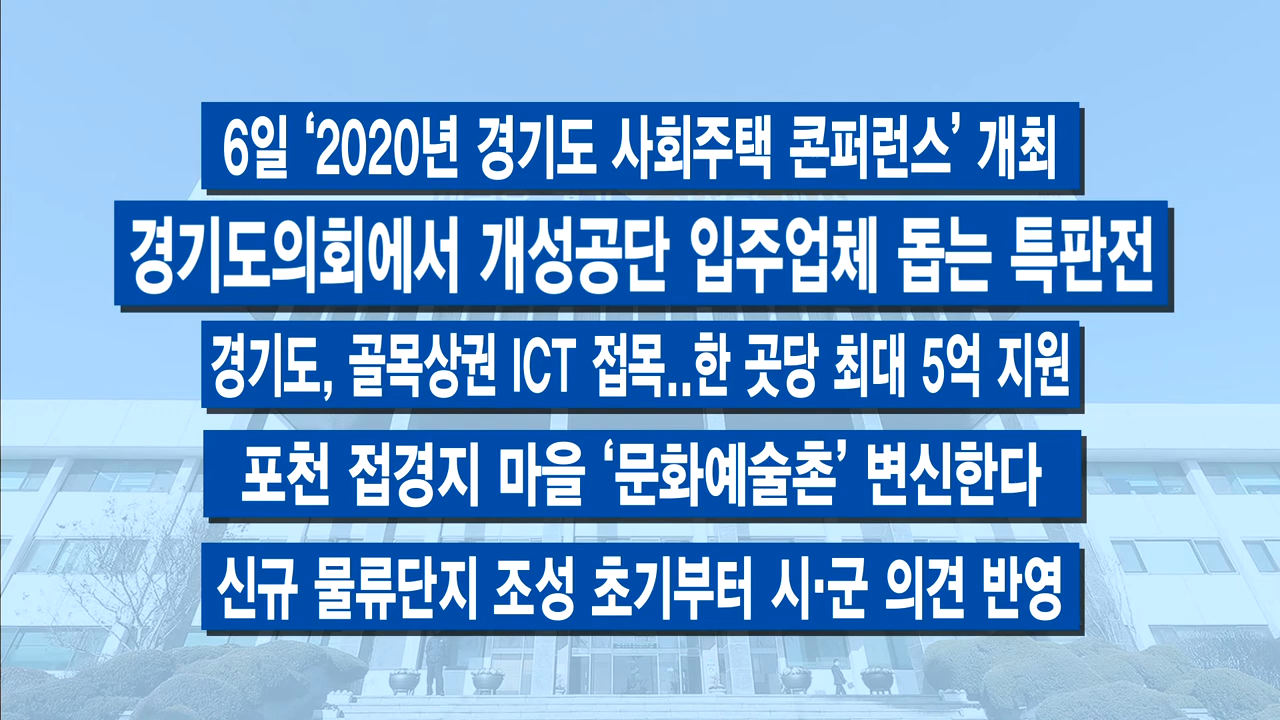 6일 ‘2020년 경기도 사회주택 콘퍼런스’ 개최
경기도의회에서 개성공단 입주업체 돕는 특판전
경기도, 골목상권 ICT 접목..한 곳당 최대 5억 지원
포천 접경지 마을 ‘문화예술촌’ 변신한다
신규 물류단지 조성 초기부터 시·군 의견 반영